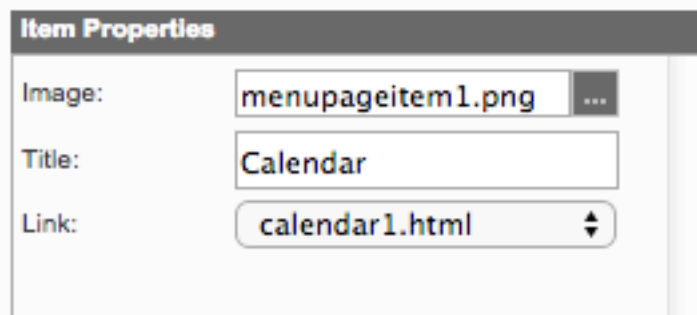 Item Properties
Image: menupageitem1.png ...
Title: Calendar
Link: calendar1.html